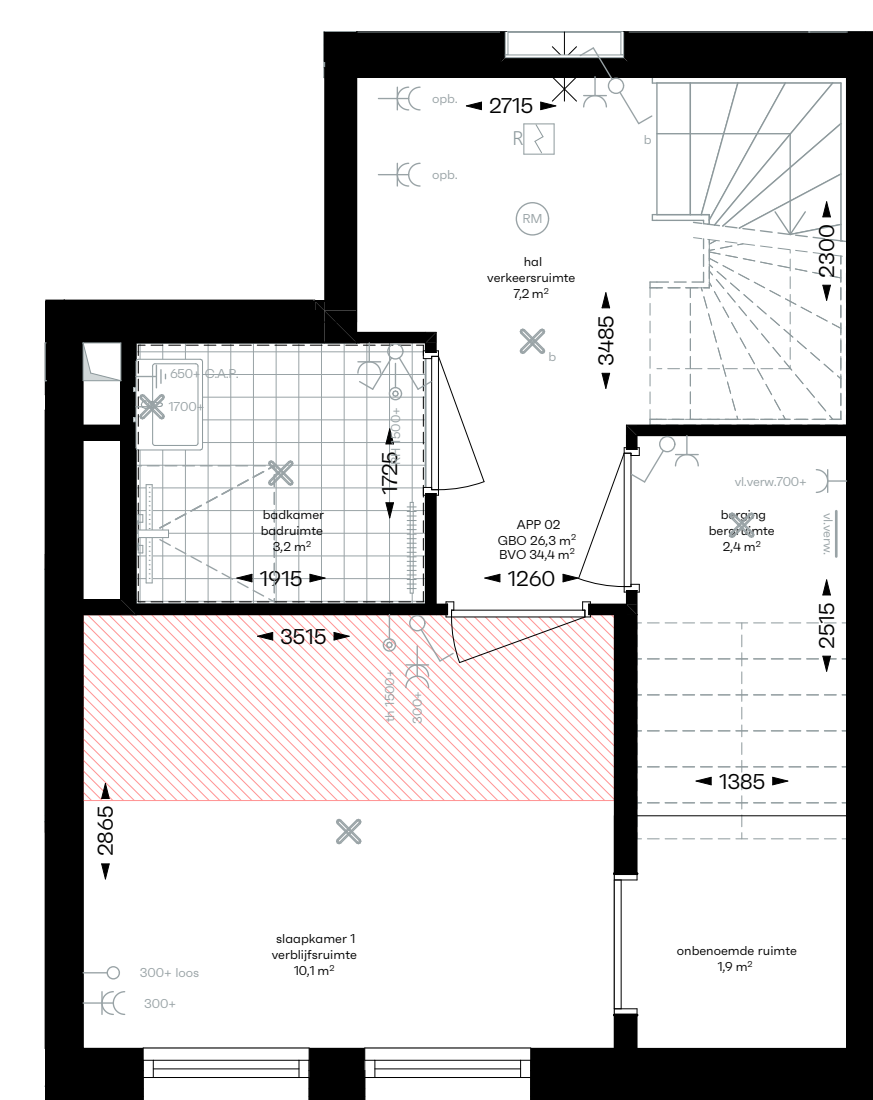 opb.
2715
R
b
opb.
RM
2300
hal
verkeersruimte
7,2 m²
3485
b
650+ C.A.P.
1700+
1725
badkamer
badruimte
3,2 m²
1915
APP 02
GBO 26,3 m²
BVO 34,4 m²
1260
vl.verw.700+
berging
bergruimte
2,4 m²
vl.verw.
2515
3515
th 1500+
300+
1385
2865
slaapkamer 1
verblijfsruimte
10,1 m²
onbenoemde ruimte
1,9 m²
300+ loos
300+